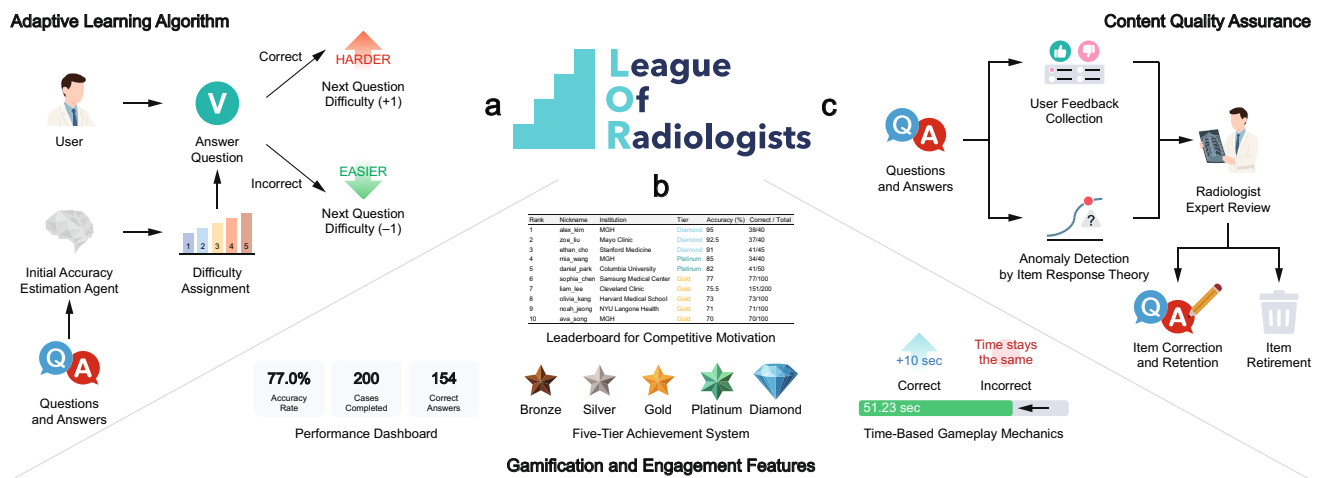 Adaptive Learning Algorithm
User
V
Answer
Question
Correct
HARDER
Next Question
Difficulty (+1)
Incorrect
EASIER
Next Question
Difficulty (–1)
Initial Accuracy
Estimation Agent
1 2 3 4 5
Difficulty
Assignment
Q A
Questions
and Answers
a
League
Of
Radiologists
b
Rank Nickname Institution Tier Accuracy (%) Correct / Total
1 alex_kim MGH Diamond 95 38/40
2 zoe_liu Mayo Clinic Diamond 92.5 37/40
3 ethan_cho Stanford Medicine Diamond 91 41/45
4 mia_wang MGH Platinum 85 34/40
5 daniel_park Columbia University Platinum 82 41/50
6 sophia_chen Samsung Medical Center Gold 77 77/100
7 liam_lee Cleveland Clinic Gold 75.5 151/200
8 olivia_kang Harvard Medical School Gold 73 73/100
9 noah_jeong NYU Langone Health Gold 71 71/100
10 ava_song MGH Gold 70 70/100
Leaderboard for Competitive Motivation
77.0%
Accuracy
Rate
200
Cases
Completed
154
Correct
Answers
Performance Dashboard
Bronze Silver Gold Platinum Diamond
Five-Tier Achievement System
+10 sec
Correct
Time stays
the same
Incorrect
51.23 sec
Time-Based Gameplay Mechanics
Gamification and Engagement Features
c
Content Quality Assurance
Q A
Questions
and Answers
User Feedback
Collection
?
Anomaly Detection
by Item Response Theory
Radiologist
Expert Review
Q A
Item Correction
and Retention
Item
Retirement